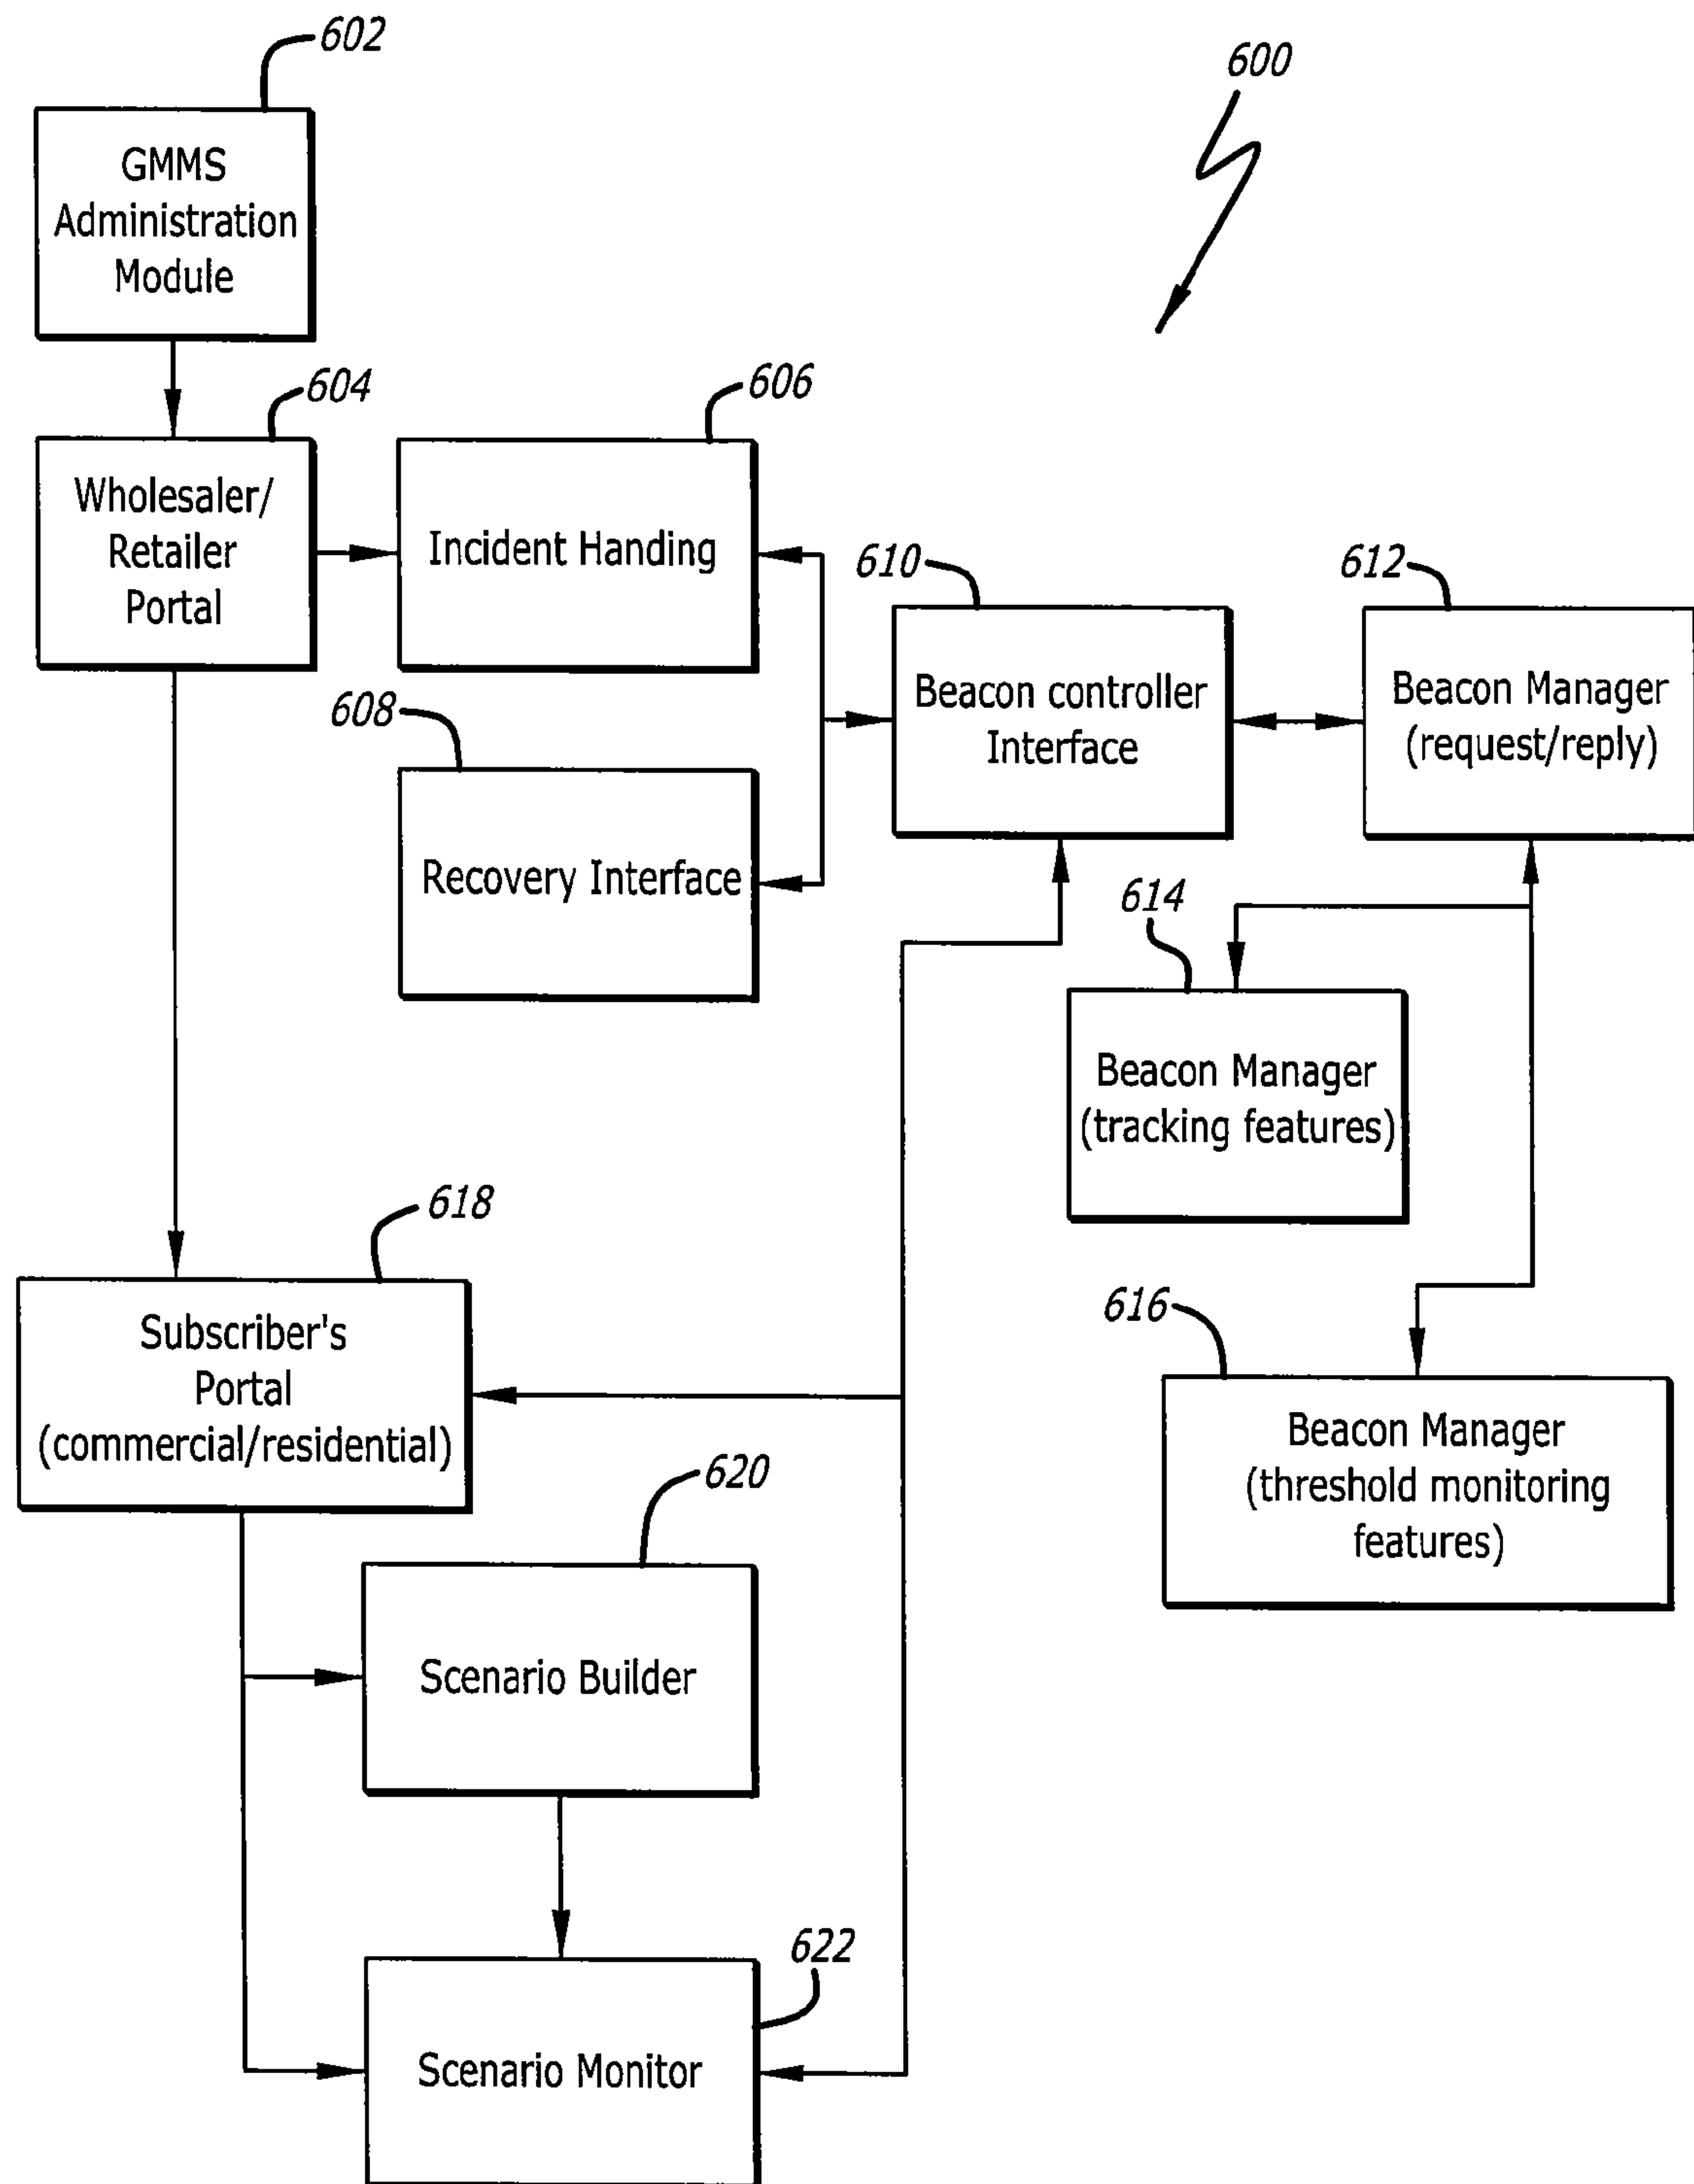 602
600
GMMS
Administration
Module
604
606
Wholesaler/
Retailer
Portal
Incident Handing
610
612
Beacon controller
Interface
Beacon Manager
(request/reply)
608
Recovery Interface
614
Beacon Manager
(tracking features)
618
Subscriber's
Portal
(commercial/residential)
616
Beacon Manager
(threshold monitoring
features)
620
Scenario Builder
622
Scenario Monitor